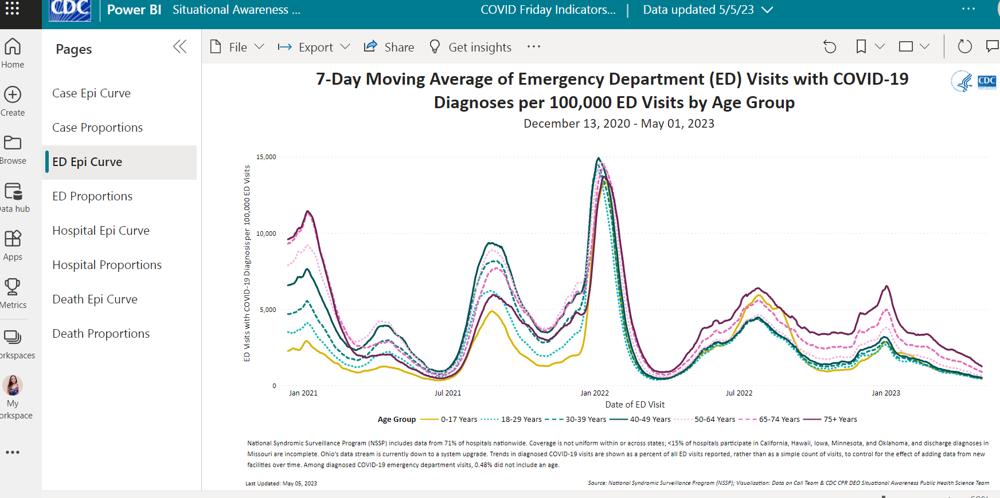 CDC
Power BI
Situational Awareness ...
COVID Friday Indicators... | Data updated 5/5/23
Home
Create
Browse
Data hub
Apps
Metrics
orkspaces
My
orkspace
Pages
Case Epi Curve
Case Proportions
ED Epi Curve
ED Proportions
Hospital Epi Curve
Hospital Proportions
Death Epi Curve
Death Proportions
File
Export
Share
Get insights
7-Day Moving Average of Emergency Department (ED) Visits with COVID-19
Diagnoses per 100,000 ED Visits by Age Group
December 13, 2020 - May 01, 2023
CDC
ED Visits with COVID-19 Diagnosis per 100,000 ED Visits
15,000
10,000
5,000
0
Jan 2021 Jul 2021 Jan 2022 Jul 2022 Jan 2023
Date of ED Visit
Age Group 0-17 Years 18-29 Years 30-39 Years 40-49 Years 50-64 Years 65-74 Years 75+ Years
National Syndromic Surveillance Program (NSSP) includes data from 71% of hospitals nationwide. Coverage is not uniform within or across states; <15% of hospitals participate in California, Hawaii, Iowa, Minnesota, and Oklahoma, and discharge diagnoses in
Missouri are incomplete. Ohio's data stream is currently down to a system upgrade. Trends in diagnosed COVID-19 visits are shown as a percent of all ED visits reported, rather than as a simple count of visits, to control for the effect of adding data from new
facilities over time. Among diagnosed COVID-19 emergency department visits, 0.48% did not include an age.
Last Updated: May 05, 2023
Source: National Syndromic Surveillance Program (NSSP); Visualization: Data on Call Team & CDC CPR DEO Situational Awareness Public Health Science Team